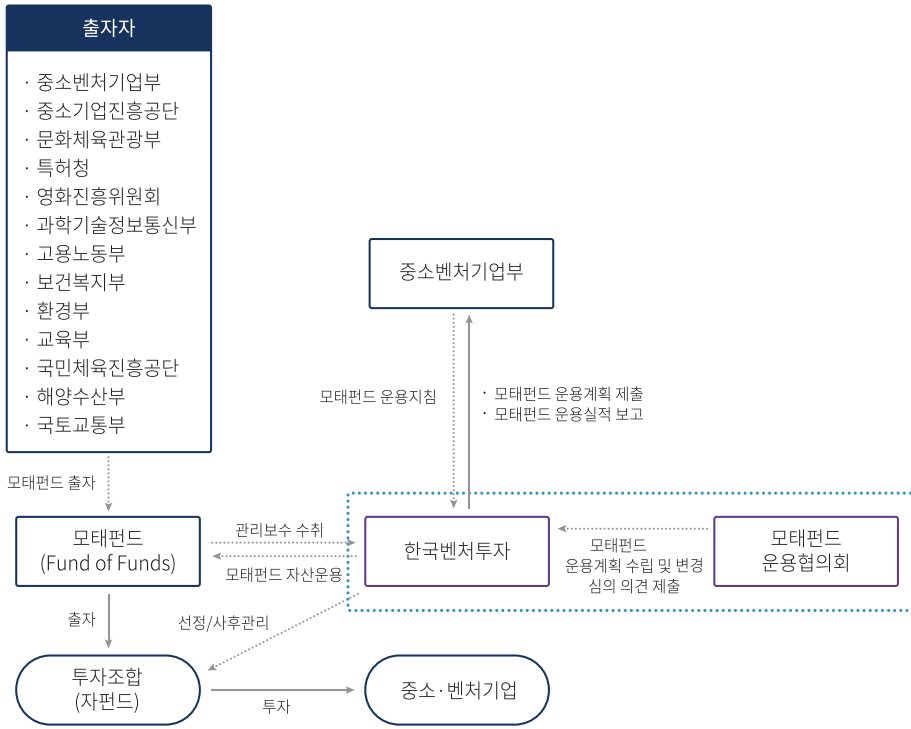 출자자
· 중소벤처기업부
· 중소기업진흥공단
· 문화체육관광부
· 특허청
· 영화진흥위원회
· 과학기술정보통신부
· 고용노동부
· 보건복지부
· 환경부
· 교육부
· 국민체육진흥공단
· 해양수산부
· 국토교통부
중소벤처기업부
모태펀드 운용지침
· 모태펀드 운용계획 제출
· 모태펀드 운용실적 보고
모태펀드 출자
모태펀드
(Fund of Funds)
관리보수 수취
모태펀드 자산운용
한국벤처투자
모태펀드
운용계획 수립 및 변경
심의 의견 제출
모태펀드
운용협의회
출자
선정/사후관리
투자조합
(자펀드)
투자
중소·벤처기업